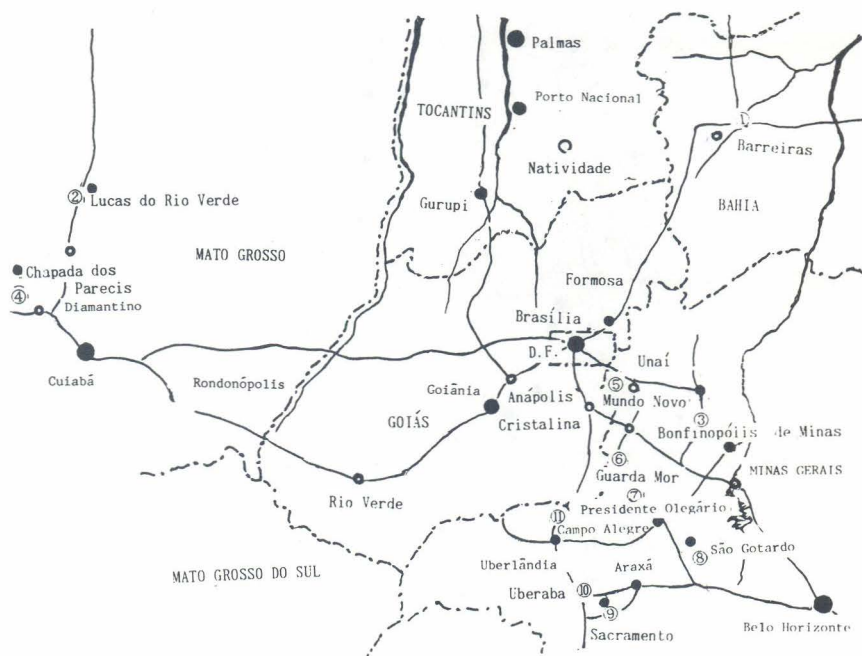 Palmas
Porto Nacional
TOCANTINS
①
Barreiras
Natividade
② Lucas do Rio Verde
Gurupi
BAHIA
MATO GROSSO
Chapada dos
Parecis
④
Diamantino
Formosa
Brasília
D.F.
Unaí
Cuiabá
Rondonópolis
Goiânia
Anápolis
⑤
Mundo Novo
③
GOIÁS
Cristalina
Bonfinopólis de Minas
⑥
Guarda Mor
MINAS GERAIS
Rio Verde
⑦
Presidente Olegário
⑪
Campo Alegre
MATO GROSSO DO SUL
Uberlândia
⑧ São Gotardo
Araxá
Uberaba ⑩
⑨
Sacramento
Belo Horizonte